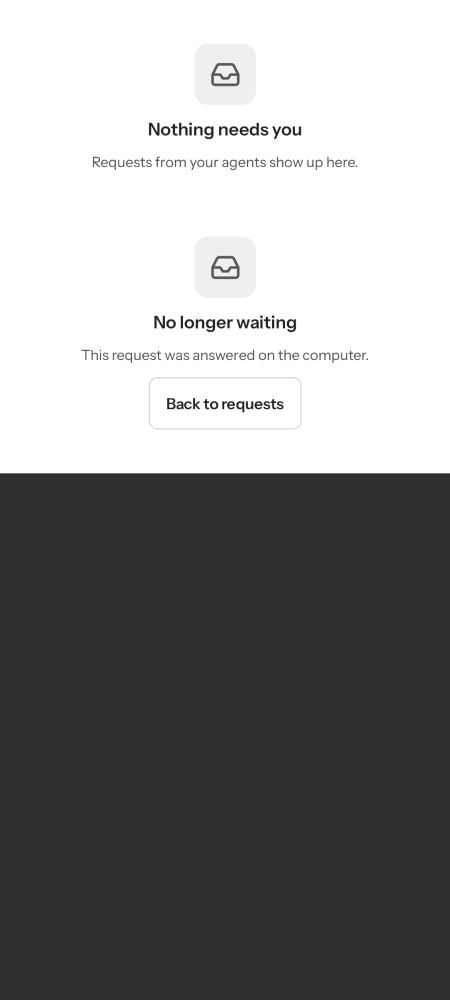 Nothing needs you
Requests from your agents show up here.
No longer waiting
This request was answered on the computer.
Back to requests